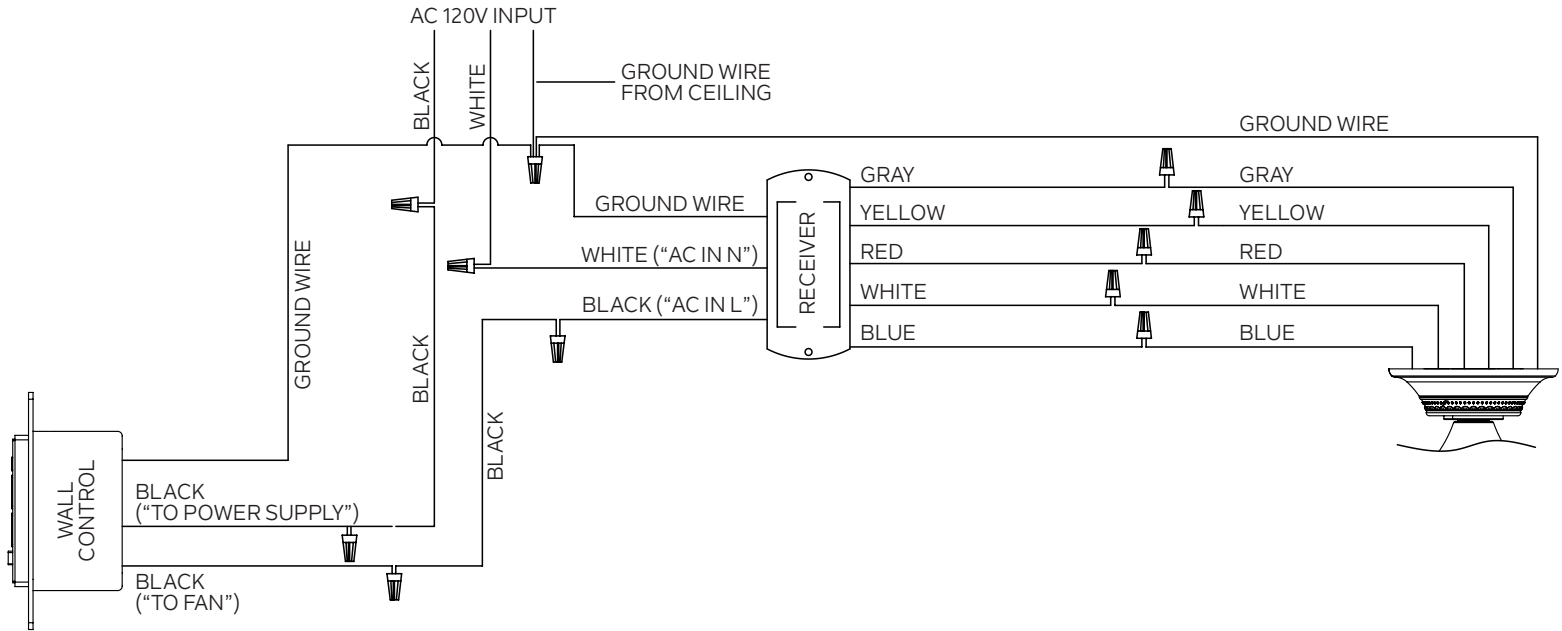 AC 120V INPUT
BLACK
WHITE
GROUND WIRE
FROM CEILING
GROUND WIRE
GRAY
GRAY
GROUND WIRE
YELLOW
YELLOW
RECEIVER
WHITE (“AC IN N”)
RED
RED
GROUND WIRE
BLACK (“AC IN L”)
WHITE
WHITE
BLACK
BLUE
BLUE
BLACK
WALL
CONTROL
BLACK
(“TO POWER SUPPLY”)
BLACK
(“TO FAN”)